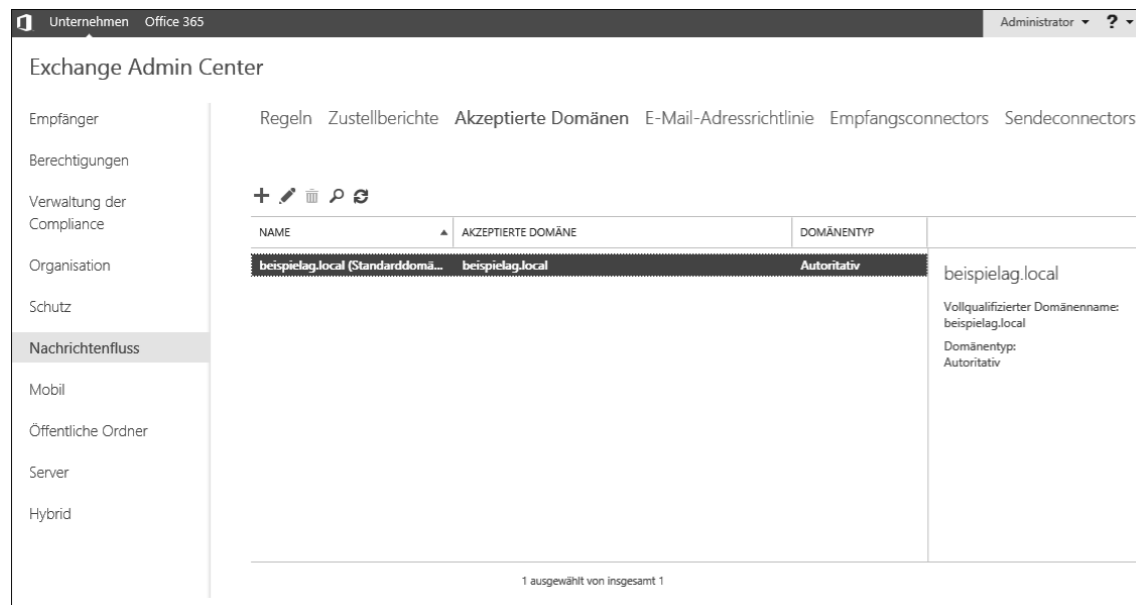 Unternehmen Office 365
Administrator ?
Exchange Admin Center
Empfänger
Berechtigungen
Verwaltung der
Compliance
Organisation
Schutz
Nachrichtenfluss
Mobil
Öffentliche Ordner
Server
Hybrid
Regeln Zustellberichte Akzeptierte Domänen E-Mail-Adressrichtlinie Empfangsconnectors Sendeconnectors
NAME AKZEPTIERTE DOMÄNE DOMÄNENTYP
beispielag.local (Standarddomä... beispielag.local Autoritativ
beispielag.local
Vollqualifizierter Domänenname:
beispielag.local
Domänentyp:
Autoritativ
1 ausgewählt von insgesamt 1